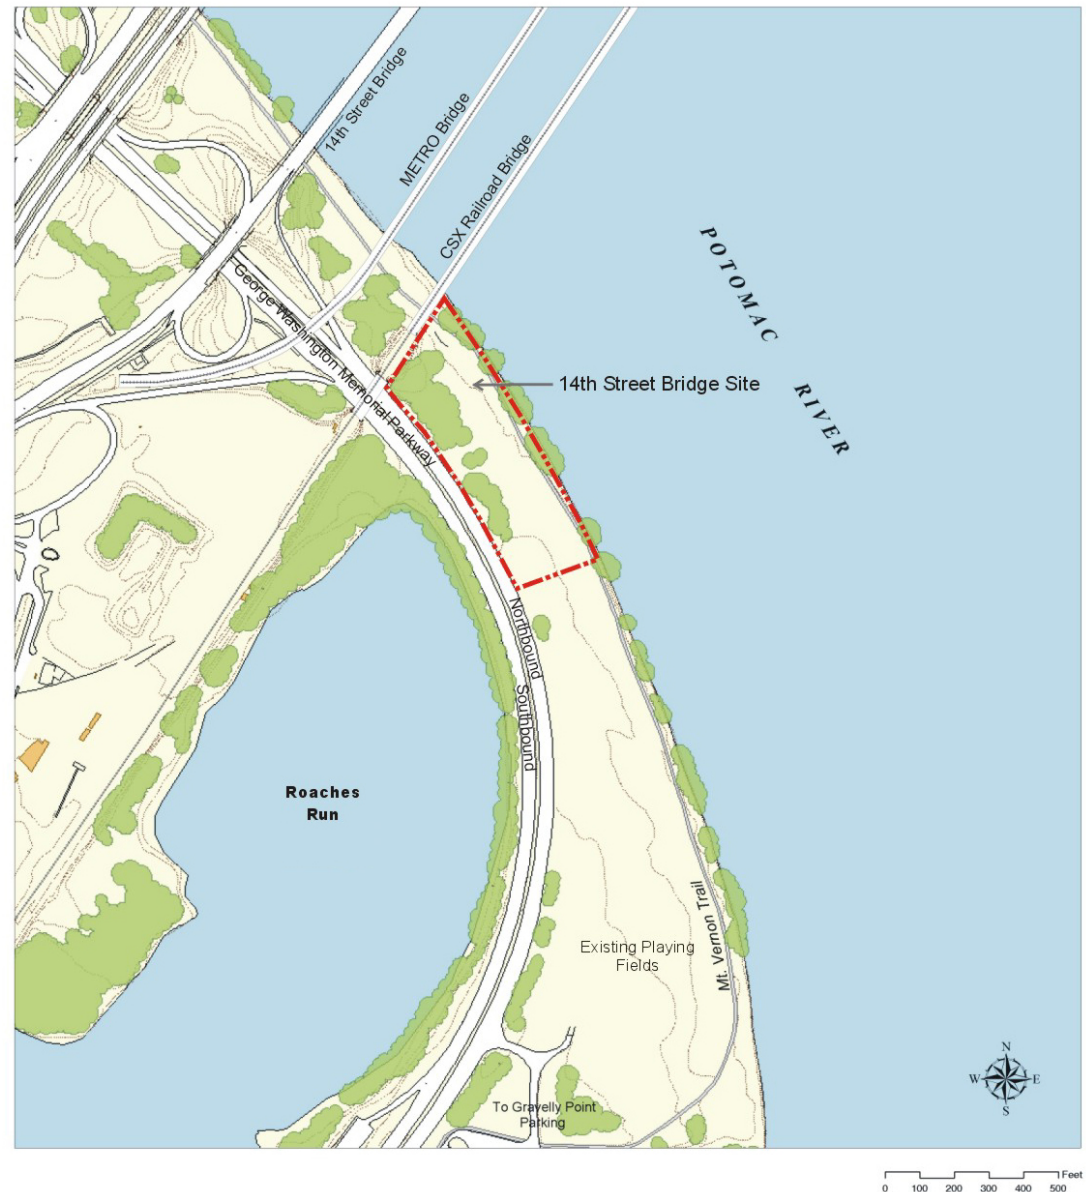 14th Street Bridge
METRO Bridge
CSX Railroad Bridge
POTOMAC
RIVER
George Washington Memorial Parkway
14th Street Bridge Site
Northbound
Southbound
Roaches
Run
Mt. Vernon Trail
Existing Playing
Fields
To Gravelly Point
Parking
N
W E
S
Feet
0 100 200 300 400 500